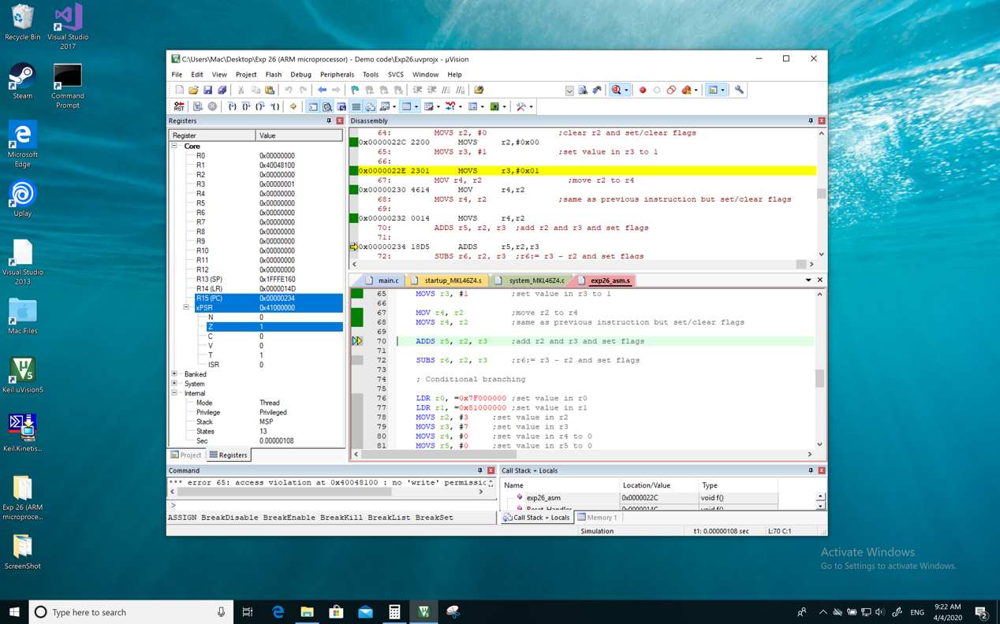 Recycle Bin
Visual Studio 2017
Steam
Command Prompt
Microsoft Edge
Uplay
Visual Studio 2013
Mac Files
Keil uVision5
Keil.Kinetis...
Exp 26 (ARM microproce...
ScreenShot
C:\Users\Mac\Desktop\Exp 26 (ARM microprocessor) - Demo code\Exp26.uvprojx - µVision
File Edit View Project Flash Debug Peripherals Tools SVCS Window Help
Registers
Register Value
Core
R0 0x00000000
R1 0x40048100
R2 0x00000000
R3 0x00000001
R4 0x00000000
R5 0x00000000
R6 0x00000000
R7 0x00000000
R8 0x00000000
R9 0x00000000
R10 0x00000000
R11 0x00000000
R12 0x00000000
R13 (SP) 0x1FFFE160
R14 (LR) 0x0000014D
R15 (PC) 0x00000234
xPSR 0x41000000
N 0
Z 1
C 0
V 0
T 1
ISR 0
Banked
System
Internal
Mode Thread
Privilege Privileged
Stack MSP
States 13
Sec 0.00000108
Project Registers
Disassembly
64: MOVS r2, #0 ;clear r2 and set/clear flags
0x0000022C 2200 MOVS r2,#0x00
65: MOVS r3, #1 ;set value in r3 to 1
66:
0x0000022E 2301 MOVS r3,#0x01
67: MOV r4, r2 ;move r2 to r4
0x00000230 4614 MOV r4,r2
68: MOVS r4, r2 ;same as previous instruction but set/clear flags
69:
0x00000232 0014 MOVS r4,r2
70: ADDS r5, r2, r3 ;add r2 and r3 and set flags
71:
0x00000234 18D5 ADDS r5,r2,r3
72: SUBS r6, r2, r3 ;r6:= r3 - r2 and set flags
main.c startup_MKL46Z4.s system_MKL46Z4.c exp26_asm.s
65 MOVS r3, #1 ;set value in r3 to 1
66
67 MOV r4, r2 ;move r2 to r4
68 MOVS r4, r2 ;same as previous instruction but set/clear flags
69
70 ADDS r5, r2, r3 ;add r2 and r3 and set flags
71
72 SUBS r6, r2, r3 ;r6:= r3 - r2 and set flags
73
74 ; Conditional branching
75
76 LDR r0, =0x7F000000 ;set value in r0
77 LDR r1, =0x81000000 ;set value in r1
78 MOVS r2, #3 ;set value in r2
79 MOVS r3, #7 ;set value in r3
80 MOVS r4, #0 ;set value in r4 to 0
81 MOVS r5, #0 ;set value in r5 to 0
Command
*** error 65: access violation at 0x40048100 : no 'write' permissio
>
ASSIGN BreakDisable BreakEnable BreakKill BreakList BreakSet
Call Stack + Locals
Name Location/Value Type
exp26_asm 0x0000022C void f()
Reset_Handler 0x0000014C void f()
Call Stack + Locals Memory 1
Simulation t1: 0.00000108 sec L:70 C:1
Activate Windows
Go to Settings to activate Windows.
Type here to search
ENG
9:22 AM
4/4/2020
2